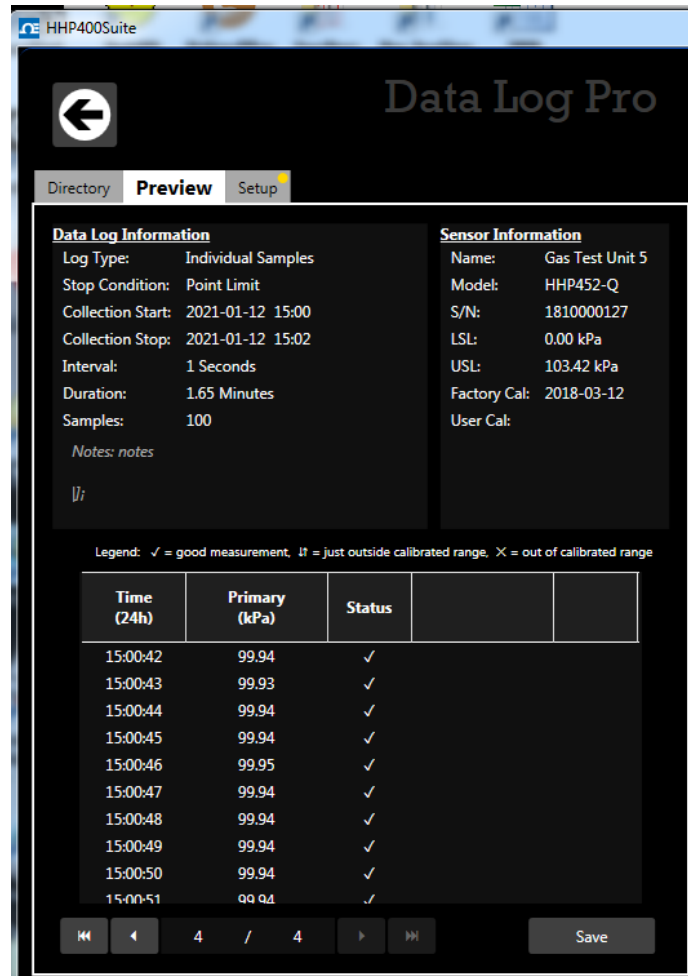 HHP400Suite
Data Log Pro
Directory Preview Setup
Data Log Information
Log Type: Individual Samples
Stop Condition: Point Limit
Collection Start: 2021-01-12 15:00
Collection Stop: 2021-01-12 15:02
Interval: 1 Seconds
Duration: 1.65 Minutes
Samples: 100
Notes: notes
\];
Sensor Information
Name: Gas Test Unit 5
Model: HHP452-Q
S/N: 1810000127
LSL: 0.00 kPa
USL: 103.42 kPa
Factory Cal: 2018-03-12
User Cal:
Legend: ✓ = good measurement, ↓↑ = just outside calibrated range, ✕ = out of calibrated range
Time (24h) Primary (kPa) Status
15:00:42 99.94 ✓
15:00:43 99.93 ✓
15:00:44 99.94 ✓
15:00:45 99.94 ✓
15:00:46 99.95 ✓
15:00:47 99.94 ✓
15:00:48 99.94 ✓
15:00:49 99.94 ✓
15:00:50 99.94 ✓
15:00:51 99.94 ✓
4 / 4 Save